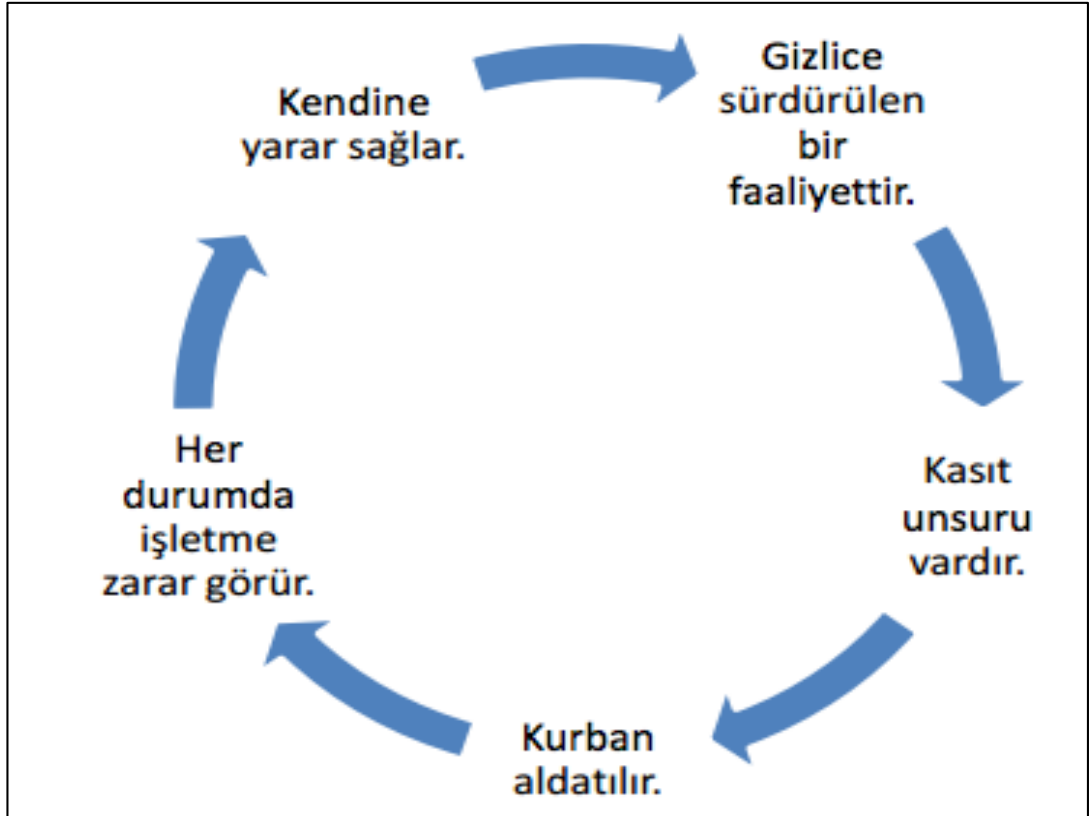 Gizlice
sürdürülen
bir
faaliyettir.
Kasıt
unsuru
vardır.
Kurban
aldatılır.
Her
durumda
işletme
zarar görür.
Kendine
yarar sağlar.